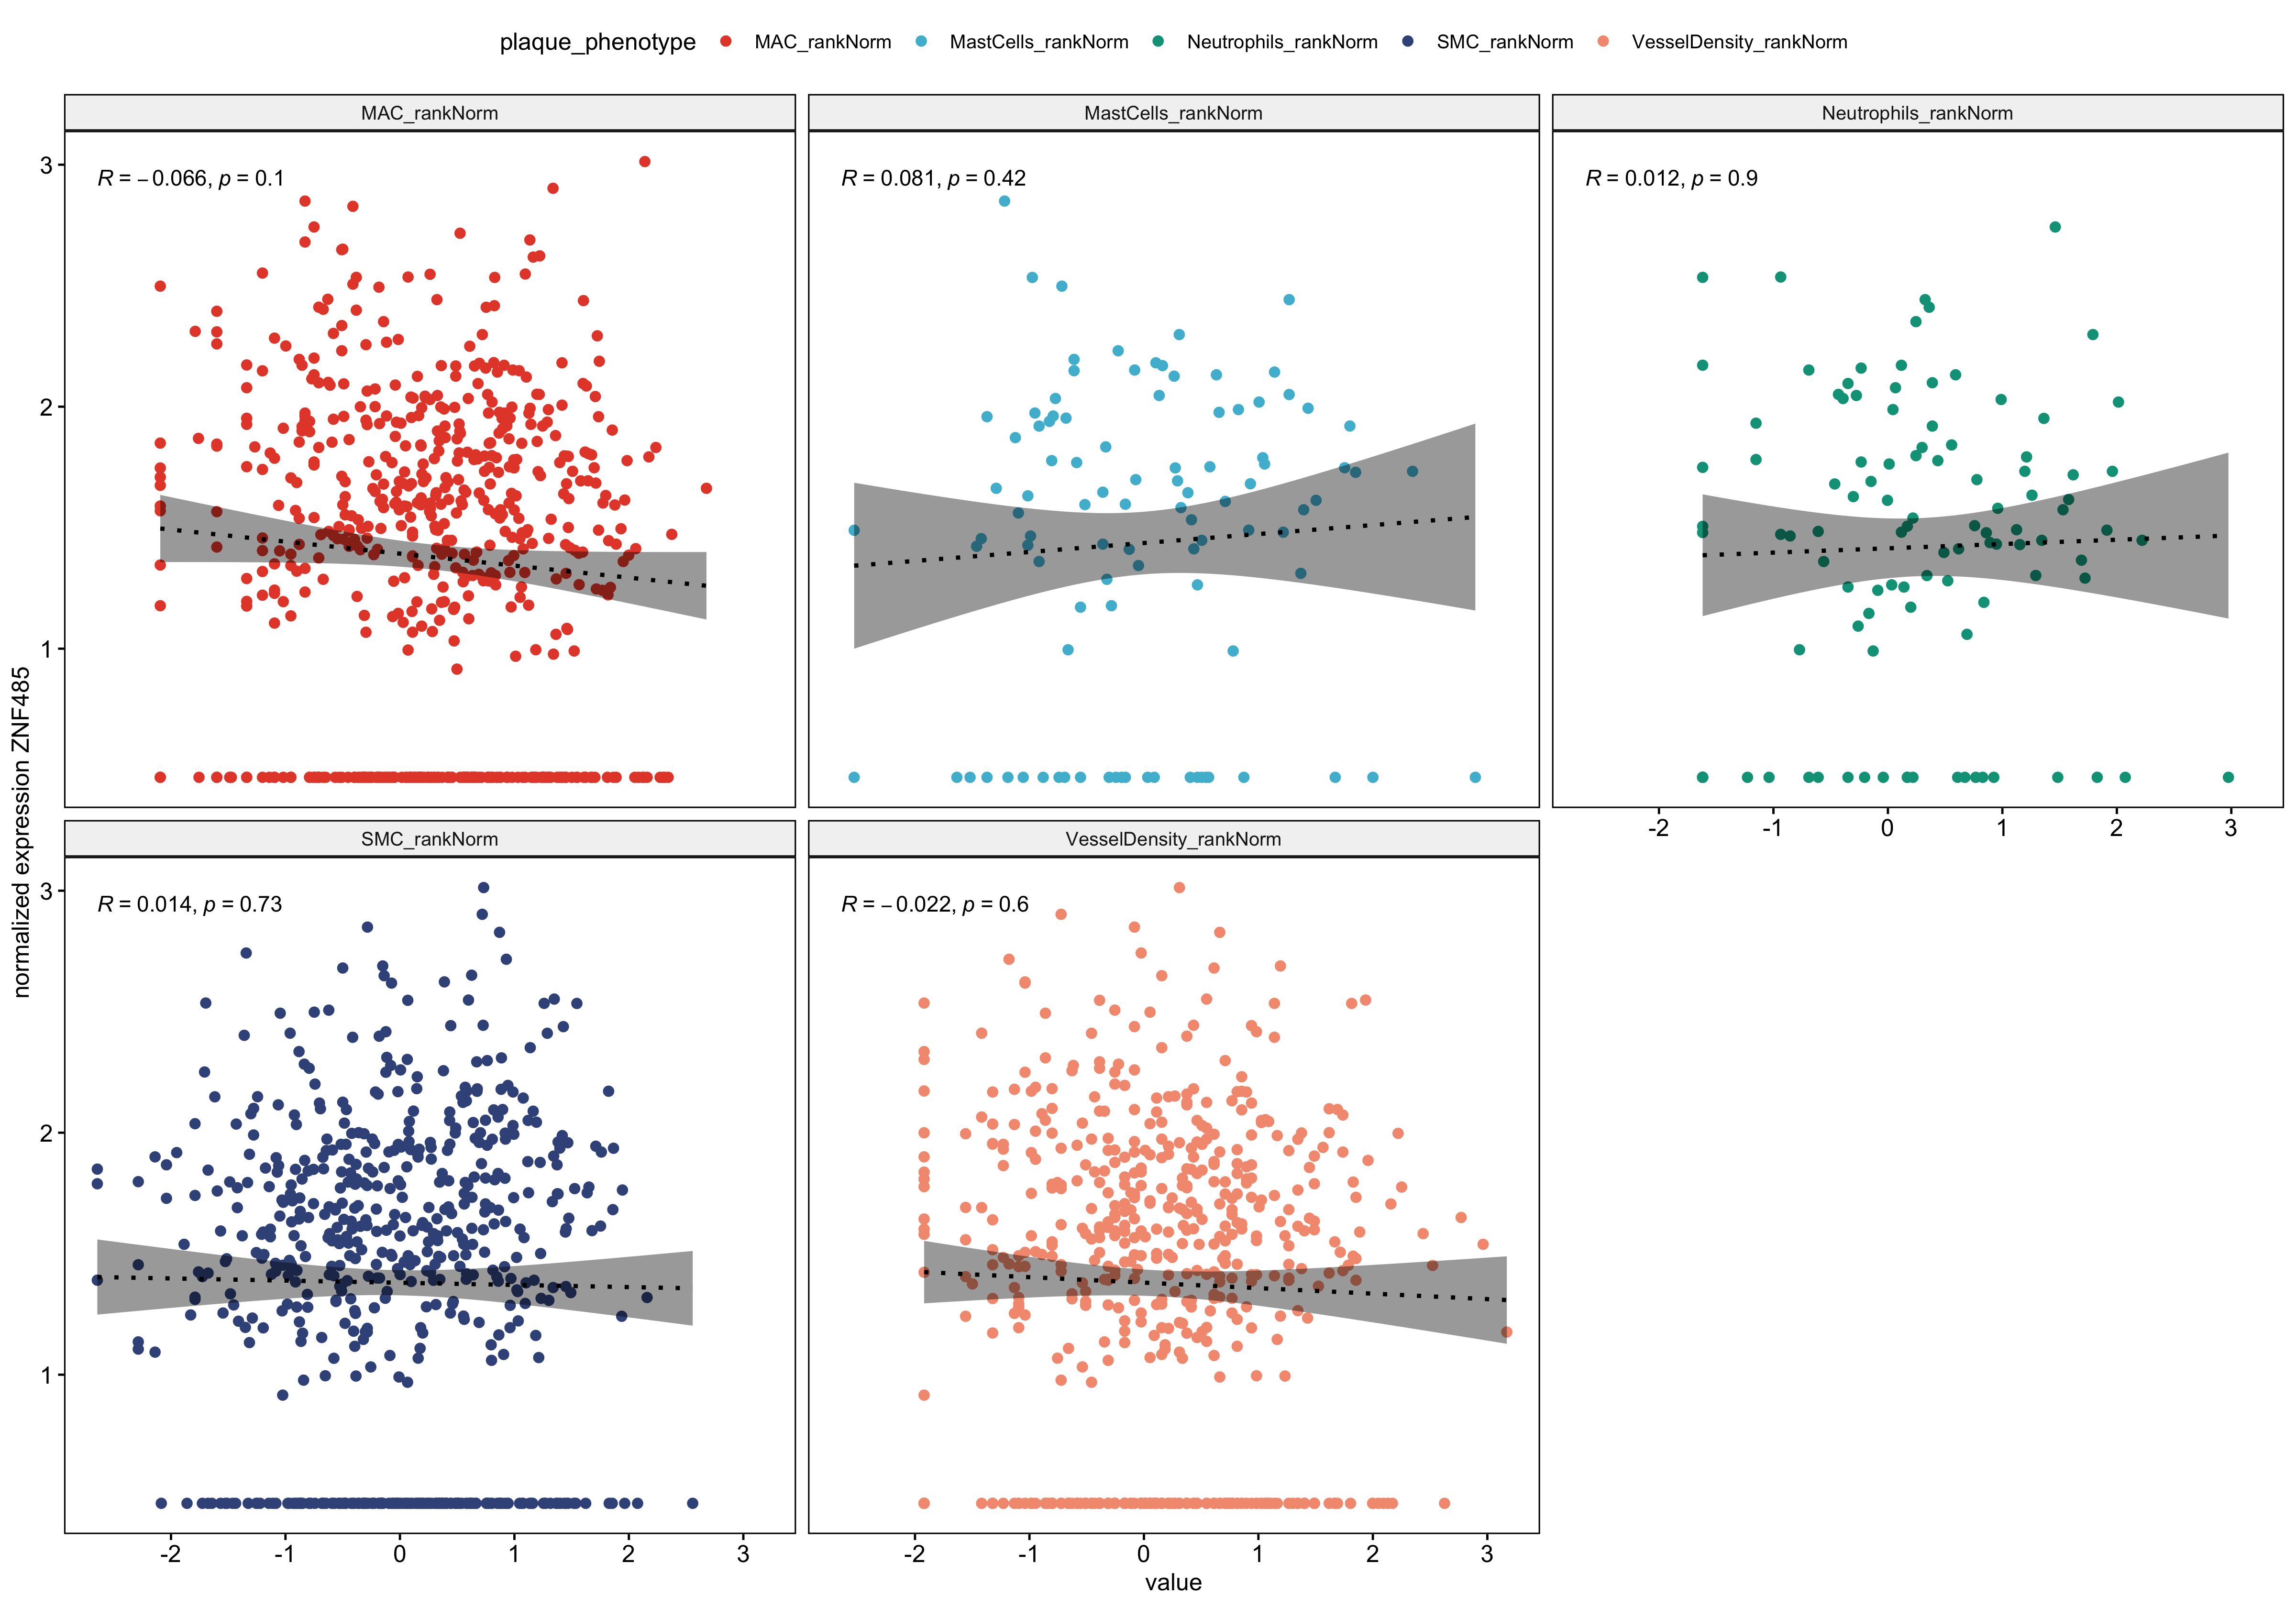 plaque_phenotype MAC_rankNorm MastCells_rankNorm Neutrophils_rankNorm SMC_rankNorm VesselDensity_rankNorm
MAC_rankNorm
MastCells_rankNorm
Neutrophils_rankNorm
R = −0.066, p = 0.1
R = 0.081, p = 0.42
R = 0.012, p = 0.9
3
2
1
-2 -1 0 1 2 3
SMC_rankNorm
VesselDensity_rankNorm
R = 0.014, p = 0.73
R = −0.022, p = 0.6
3
2
1
-2 -1 0 1 2 3
-2 -1 0 1 2 3
value
normalized expression ZNF485